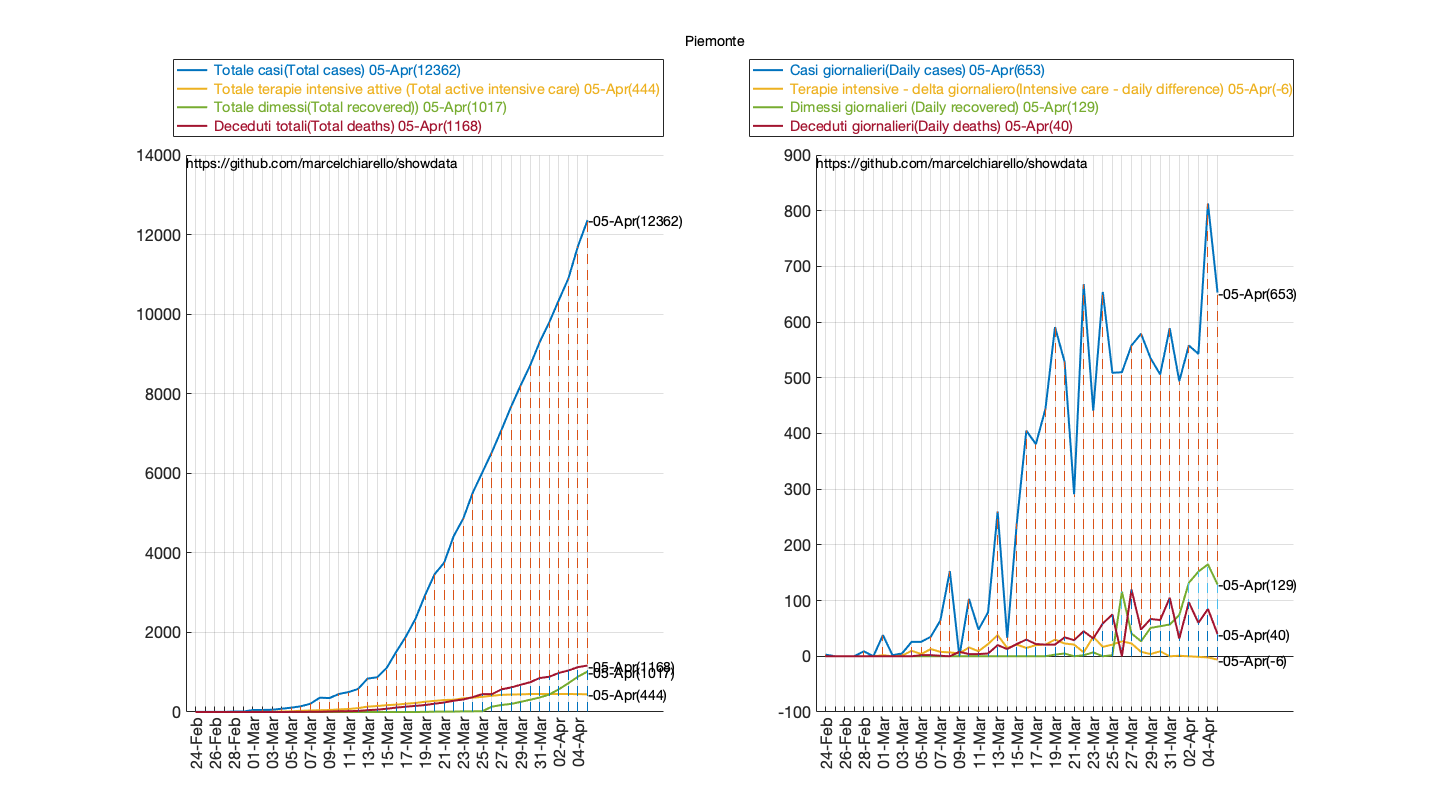 Piemonte
Totale casi(Total cases) 05-Apr(12362)
Totale terapie intensive attive (Total active intensive care) 05-Apr(444)
Totale dimessi(Total recovered)) 05-Apr(1017)
Deceduti totali(Total deaths) 05-Apr(1168)
https://github.com/marcelchiarello/showdata
14000
12000
10000
8000
6000
4000
2000
0
-05-Apr(12362)
-05-Apr(1168)
-05-Apr(1017)
-05-Apr(444)
24-Feb
26-Feb
28-Feb
01-Mar
03-Mar
05-Mar
07-Mar
09-Mar
11-Mar
13-Mar
15-Mar
17-Mar
19-Mar
21-Mar
23-Mar
25-Mar
27-Mar
29-Mar
31-Mar
02-Apr
04-Apr
Casi giornalieri(Daily cases) 05-Apr(653)
Terapie intensive - delta giornaliero(Intensive care - daily difference) 05-Apr(-6)
Dimessi giornalieri (Daily recovered) 05-Apr(129)
Deceduti giornalieri(Daily deaths) 05-Apr(40)
https://github.com/marcelchiarello/showdata
900
800
700
600
500
400
300
200
100
0
-100
-05-Apr(653)
-05-Apr(129)
-05-Apr(40)
-05-Apr(-6)
24-Feb
26-Feb
28-Feb
01-Mar
03-Mar
05-Mar
07-Mar
09-Mar
11-Mar
13-Mar
15-Mar
17-Mar
19-Mar
21-Mar
23-Mar
25-Mar
27-Mar
29-Mar
31-Mar
02-Apr
04-Apr